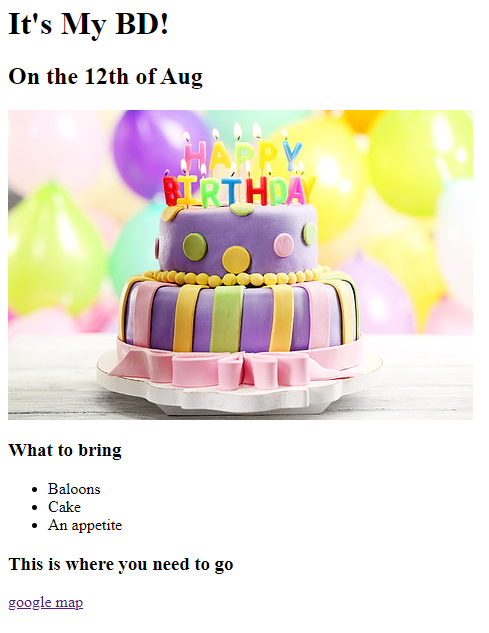 It's My BD!
On the 12th of Aug
HAPPY
BIRTHDAY
What to bring
Baloons
Cake
An appetite
This is where you need to go
google map